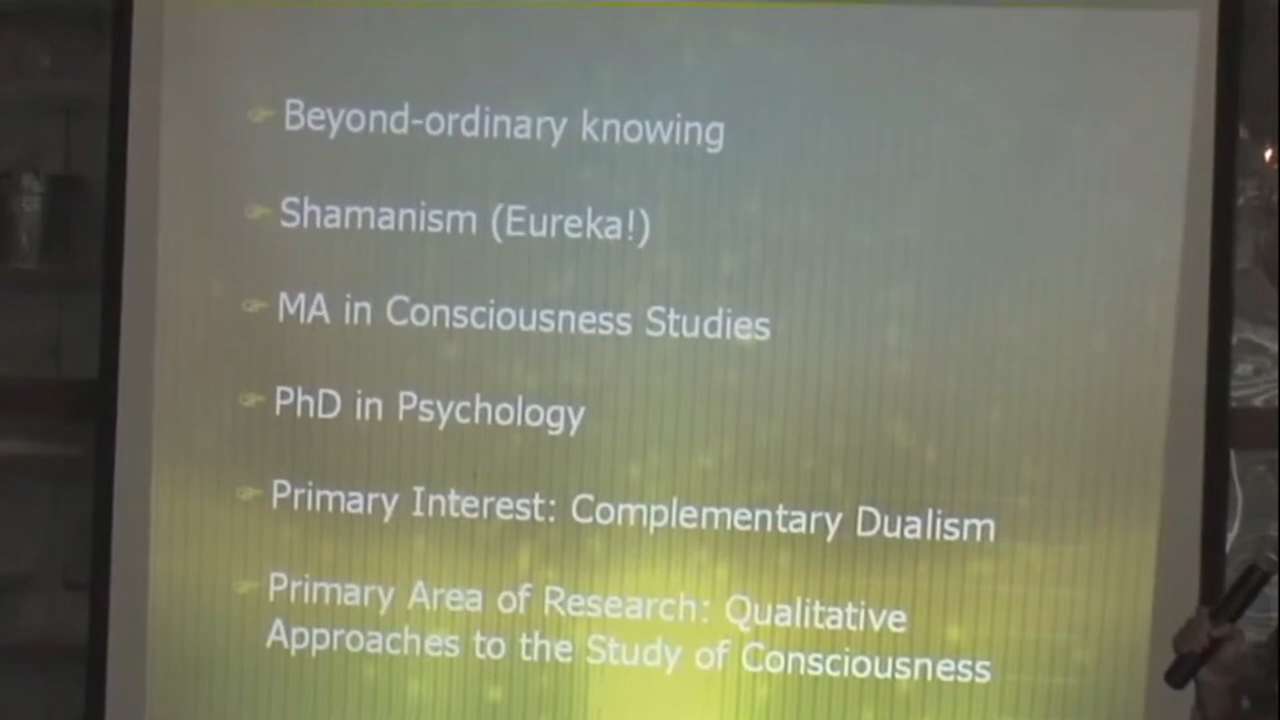 Beyond-ordinary knowing
Shamanism (Eureka!)
MA in Consciousness Studies
PhD in Psychology
Primary Interest: Complementary Dualism
Primary Area of Research: Qualitative
Approaches to the Study of Consciousness